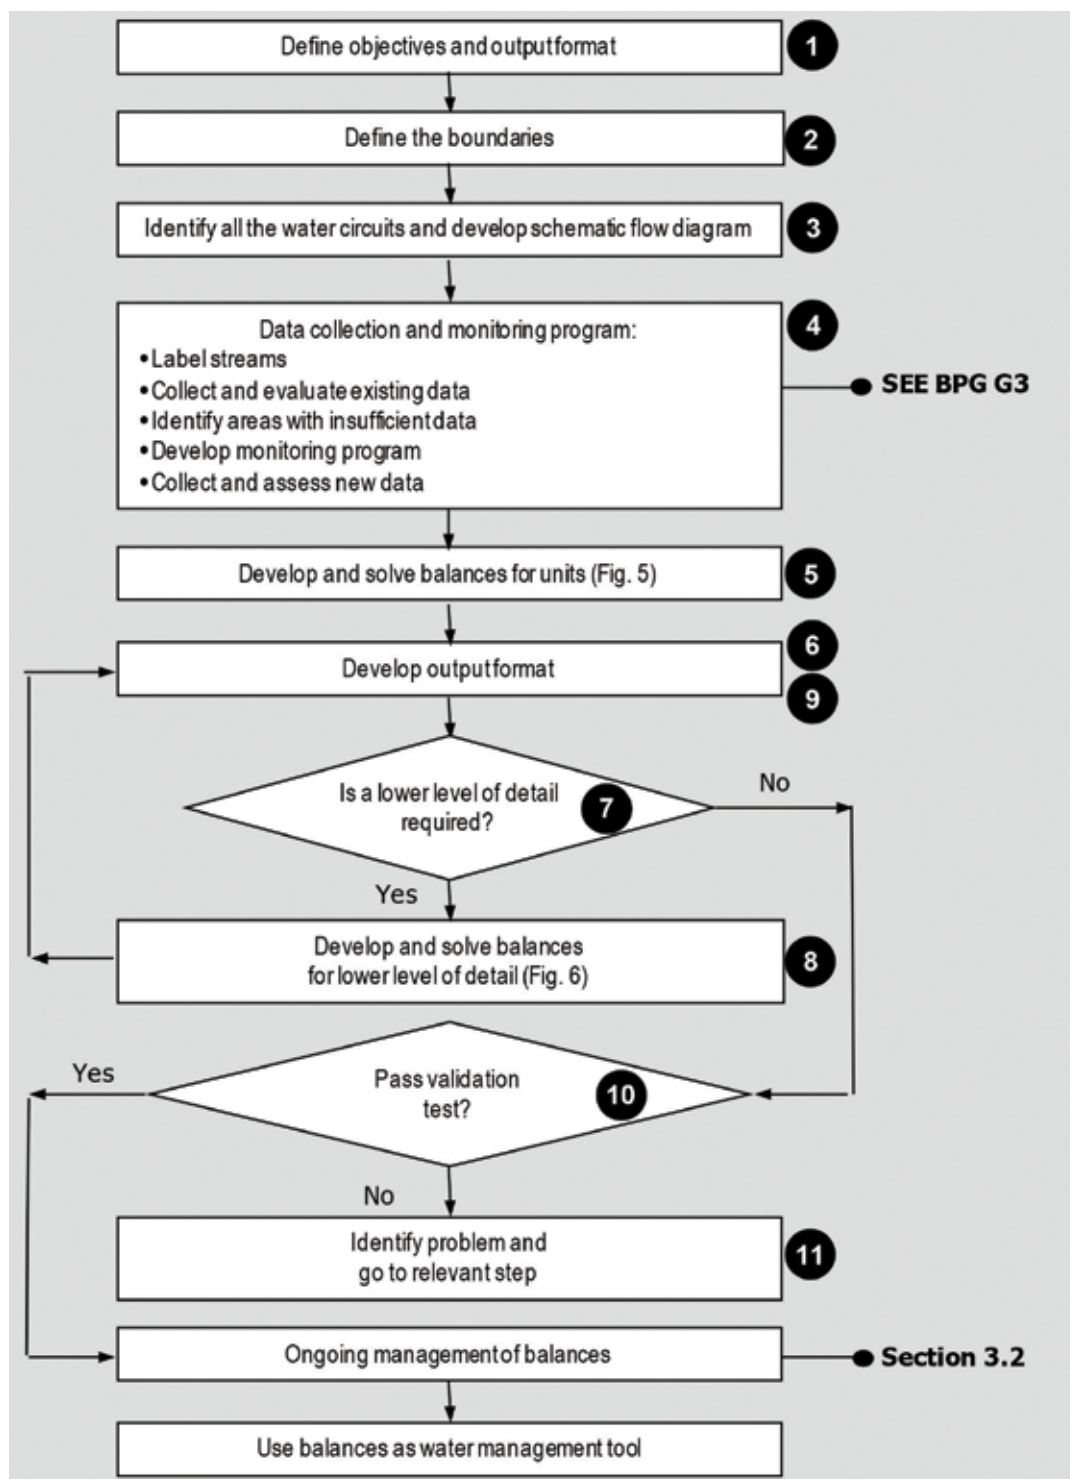 Define objectives and output format
1
Define the boundaries
2
Identify all the water circuits and develop schematic flow diagram
3
Data collection and monitoring program:
4
•Label streams
•Collect and evaluate existing data
SEE BPG G3
•Identify areas with insufficient data
•Develop monitoring program
•Collect and assess new data
Develop and solve balances for units (Fig. 5)
5
Develop output format
6
9
Is a lower level of detail
required?
7
No
Yes
Develop and solve balances
for lower level of detail (Fig. 6)
8
Yes
Pass validation
test?
10
No
Identify problem and
go to relevant step
11
Ongoing management of balances
Section 3.2
Use balances as water management tool